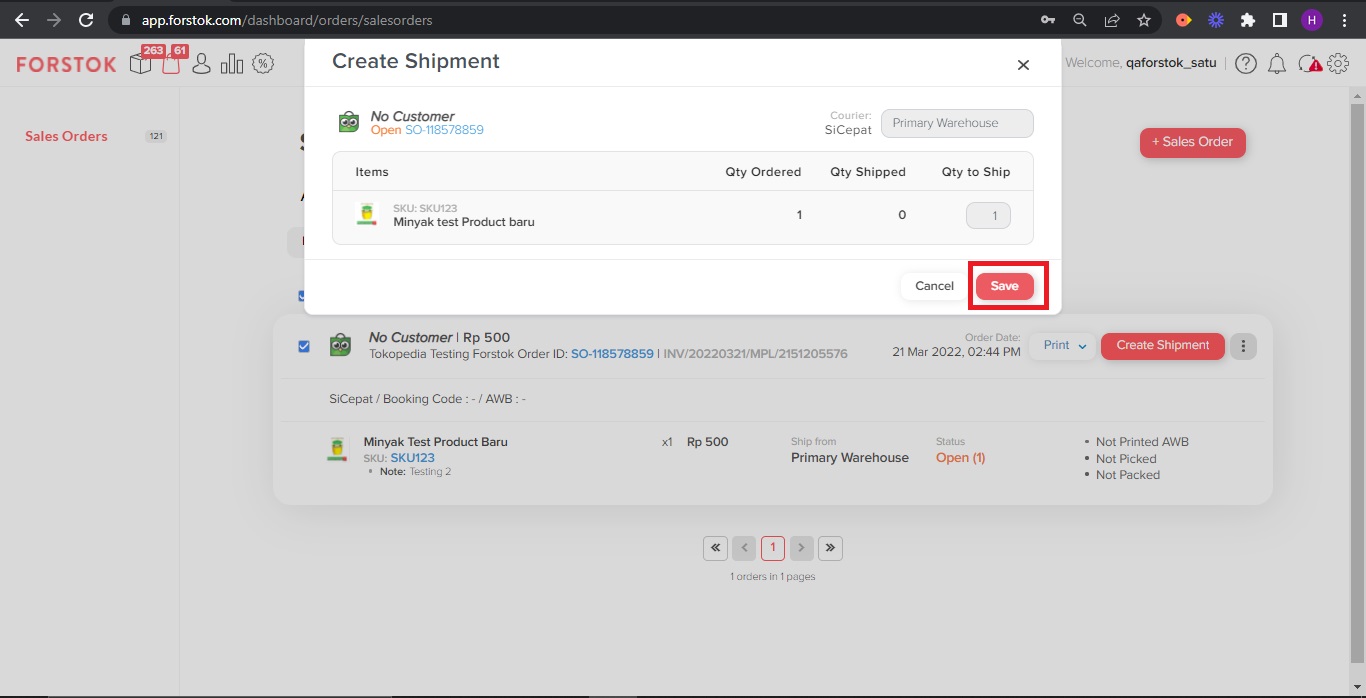 app.forstok.com/dashboard/orders/salesorders
H
FORSTOK
263
61
Welcome, qaforstok_satu
Create Shipment
No Customer
Open SO-118578859
Courier:
SiCepat
Primary Warehouse
Items
Qty Ordered
Qty Shipped
Qty to Ship
SKU: SKU123
Minyak test Product baru
1
0
1
Cancel
Save
Sales Orders
121
+ Sales Order
No Customer | Rp 500
Tokopedia Testing Forstok Order ID: SO-118578859 | INV/20220321/MPL/2151205576
Order Date:
21 Mar 2022, 02:44 PM
Print
Create Shipment
SiCepat / Booking Code : - / AWB : -
Minyak Test Product Baru
SKU: SKU123
Note: Testing 2
x1
Rp 500
Ship from
Primary Warehouse
Status
Open (1)
• Not Printed AWB
• Not Picked
• Not Packed
« < 1 > »
1 orders in 1 pages